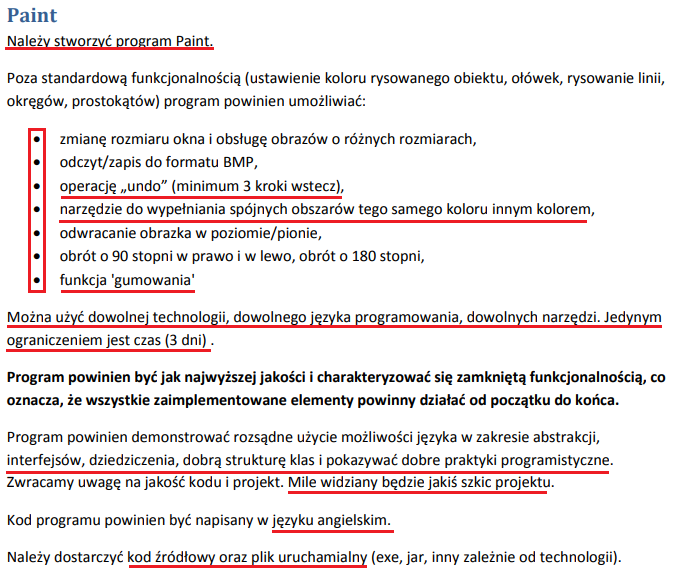 Paint
Należy stworzyć program Paint.
Poza standardową funkcjonalnością (ustawienie koloru rysowanego obiektu, ołówek, rysowanie linii,
okręgów, prostokątów) program powinien umożliwiać:
• zmianę rozmiaru okna i obsługę obrazów o różnych rozmiarach,
• odczyt/zapis do formatu BMP,
• operację „undo” (minimum 3 kroki wstecz),
• narzędzie do wypełniania spójnych obszarów tego samego koloru innym kolorem,
• odwracanie obrazka w poziomie/pionie,
• obrót o 90 stopni w prawo i w lewo, obrót o 180 stopni,
• funkcja 'gumowania'
Można użyć dowolnej technologii, dowolnego języka programowania, dowolnych narzędzi. Jedynym
ograniczeniem jest czas (3 dni) .
Program powinien być jak najwyższej jakości i charakteryzować się zamkniętą funkcjonalnością, co
oznacza, że wszystkie zaimplementowane elementy powinny działać od początku do końca.
Program powinien demonstrować rozsądne użycie możliwości języka w zakresie abstrakcji,
interfejsów, dziedziczenia, dobrą strukturę klas i pokazywać dobre praktyki programistyczne.
Zwracamy uwagę na jakość kodu i projekt. Mile widziany będzie jakiś szkic projektu.
Kod programu powinien być napisany w języku angielskim.
Należy dostarczyć kod źródłowy oraz plik uruchamialny (exe, jar, inny zależnie od technologii).